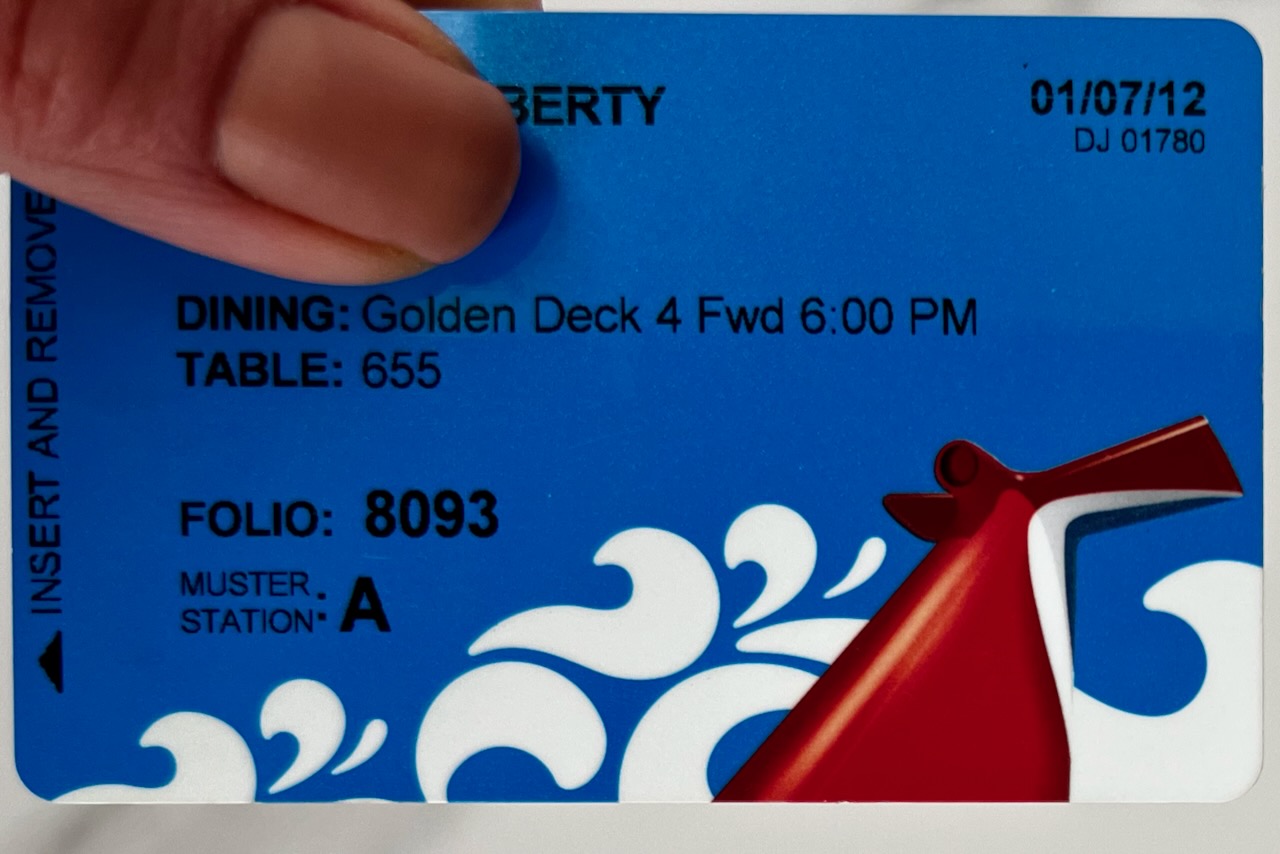 BERTY
01/07/12
DJ 01780
DINING: Golden Deck 4 Fwd 6:00 PM
TABLE: 655
FOLIO: 8093
MUSTER
STATION: A
INSERT AND REMOVE